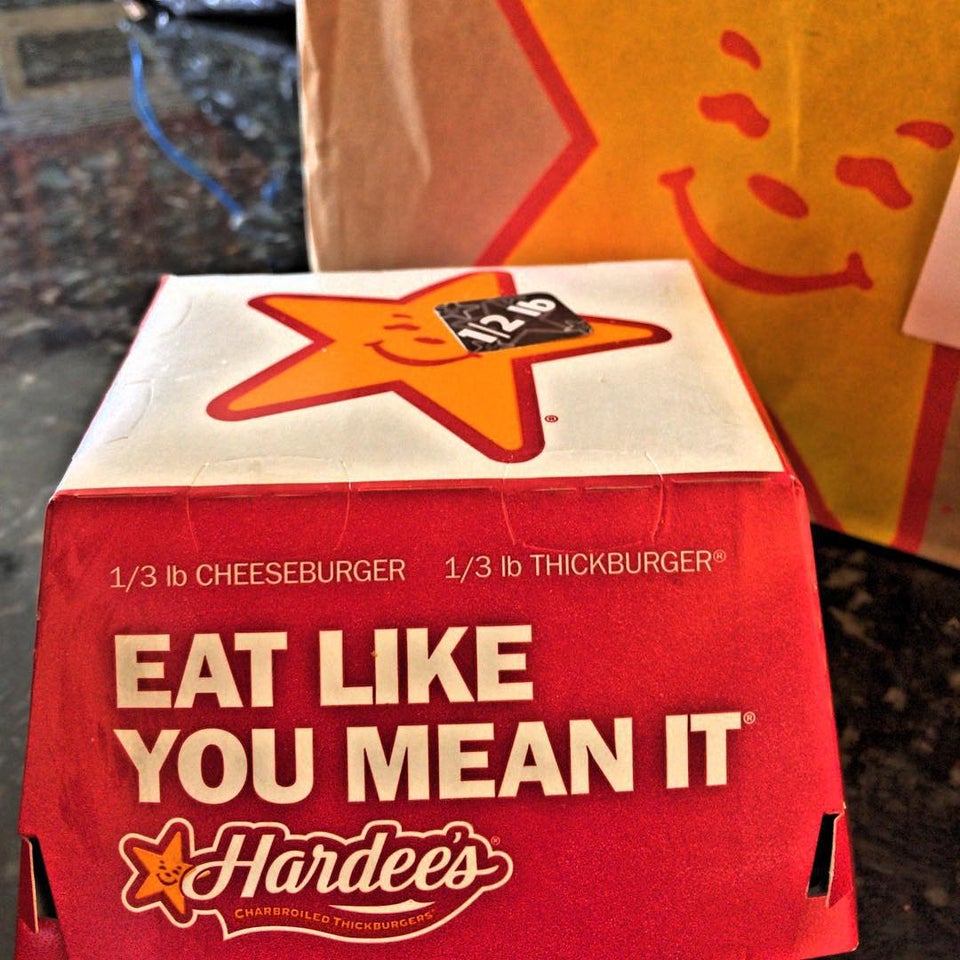 1/2 lb
®
1/3 lb CHEESEBURGER 1/3 lb THICKBURGER®
EAT LIKE
YOU MEAN IT®
Hardee's®
CHARBROILED THICKBURGERS®